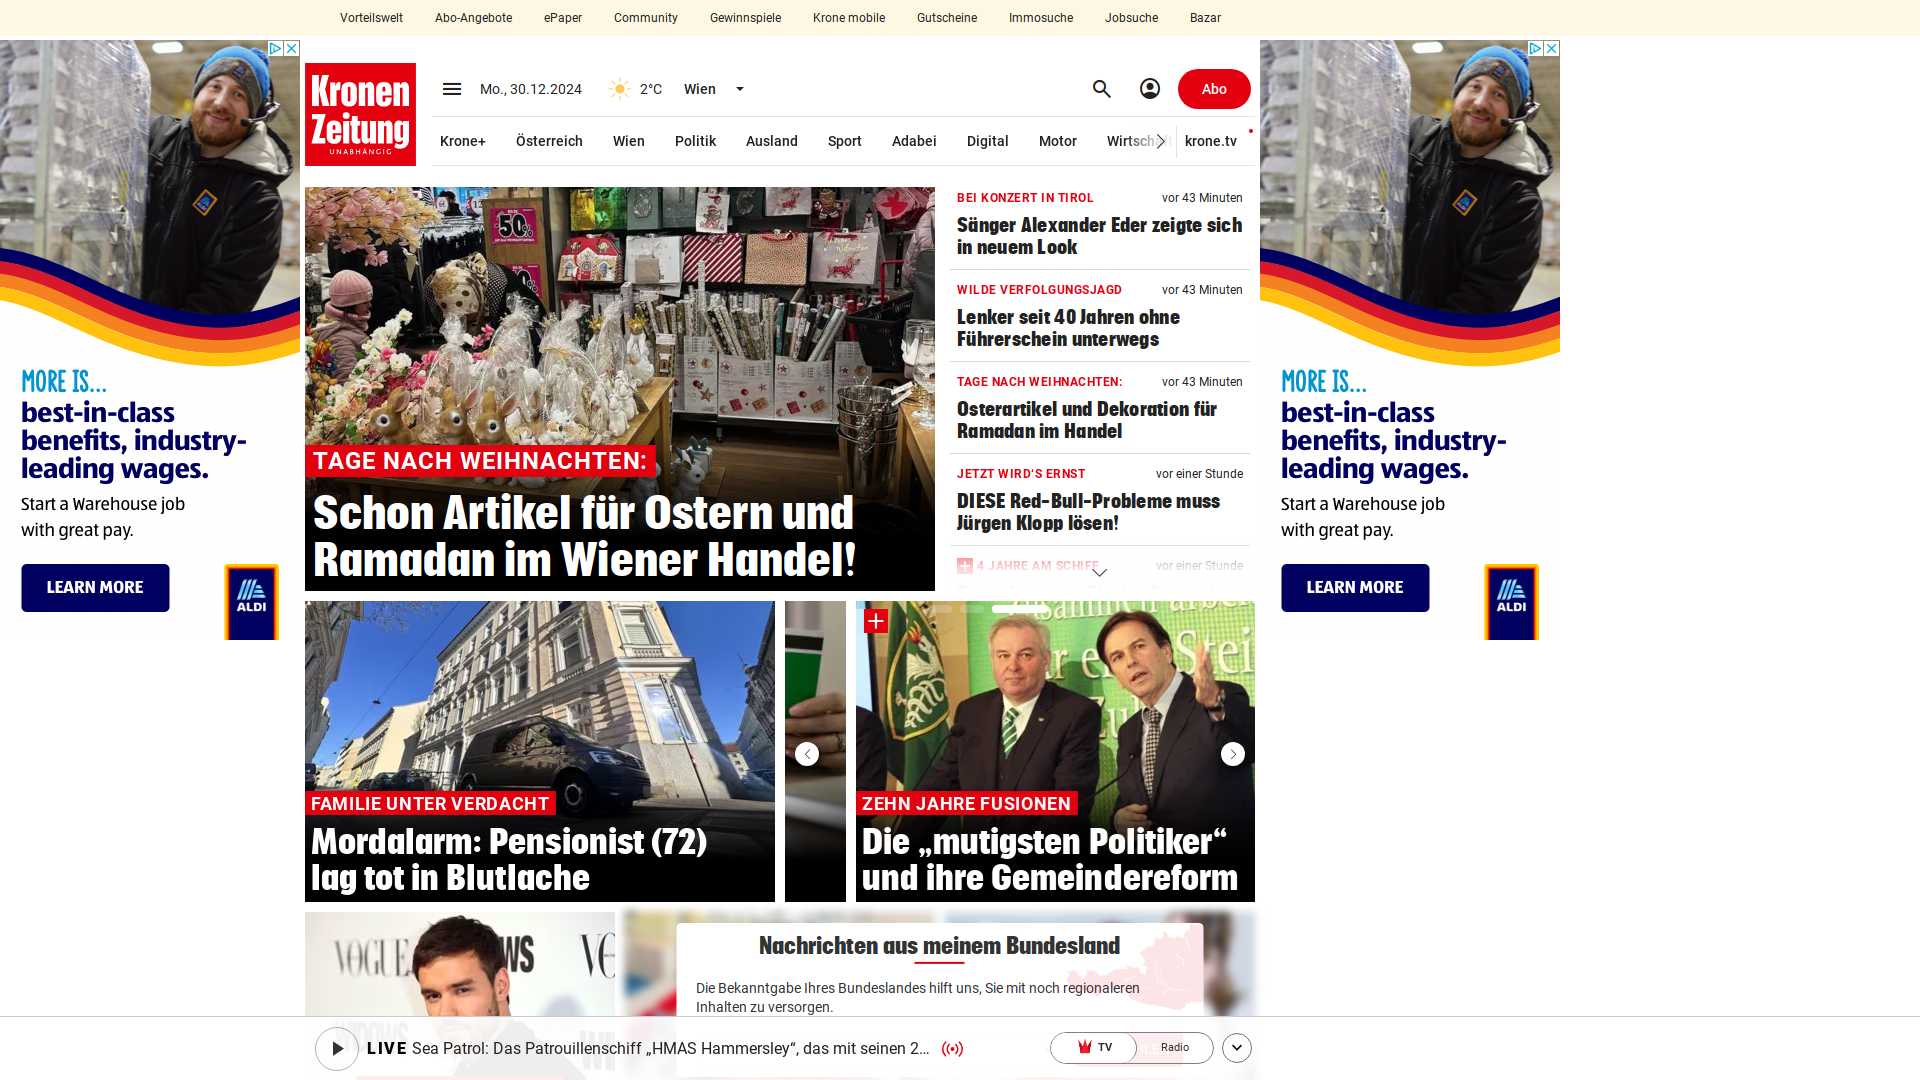 Vorteilswelt
Abo-Angebote
ePaper
Community
Gewinnspiele
Krone mobile
Gutscheine
Immosuche
Jobsuche
Bazar
Kronen
Zeitung
UNABHÄNGIG
Mo., 30.12.2024
2°C
Wien
Abo
Krone+
Österreich
Wien
Politik
Ausland
Sport
Adabei
Digital
Motor
Wirtschaft
krone.tv
MORE IS...
best-in-class
benefits, industry-
leading wages.
Start a Warehouse job
with great pay.
LEARN MORE
ALDI
50%
TAGE NACH WEIHNACHTEN:
Schon Artikel für Ostern und
Ramadan im Wiener Handel!
BEI KONZERT IN TIROL
vor 43 Minuten
Sänger Alexander Eder zeigte sich
in neuem Look
WILDE VERFOLGUNGSJAGD
vor 43 Minuten
Lenker seit 40 Jahren ohne
Führerschein unterwegs
TAGE NACH WEIHNACHTEN:
vor 43 Minuten
Osterartikel und Dekoration für
Ramadan im Handel
JETZT WIRD'S ERNST
vor einer Stunde
DIESE Red-Bull-Probleme muss
Jürgen Klopp lösen!
4 JAHRE AM SCHIFF
vor einer Stunde
MORE IS...
best-in-class
benefits, industry-
leading wages.
Start a Warehouse job
with great pay.
LEARN MORE
ALDI
FAMILIE UNTER VERDACHT
Mordalarm: Pensionist (72)
lag tot in Blutlache
ZEHN JAHRE FUSIONEN
Die „mutigsten Politiker“
und ihre Gemeindereform
VOGUE
Nachrichten aus meinem Bundesland
Die Bekanntgabe Ihres Bundeslandes hilft uns, Sie mit noch regionaleren
Inhalten zu versorgen.
LIVE Sea Patrol: Das Patrouillenschiff „HMAS Hammersley“, das mit seinen 2...
TV
Radio